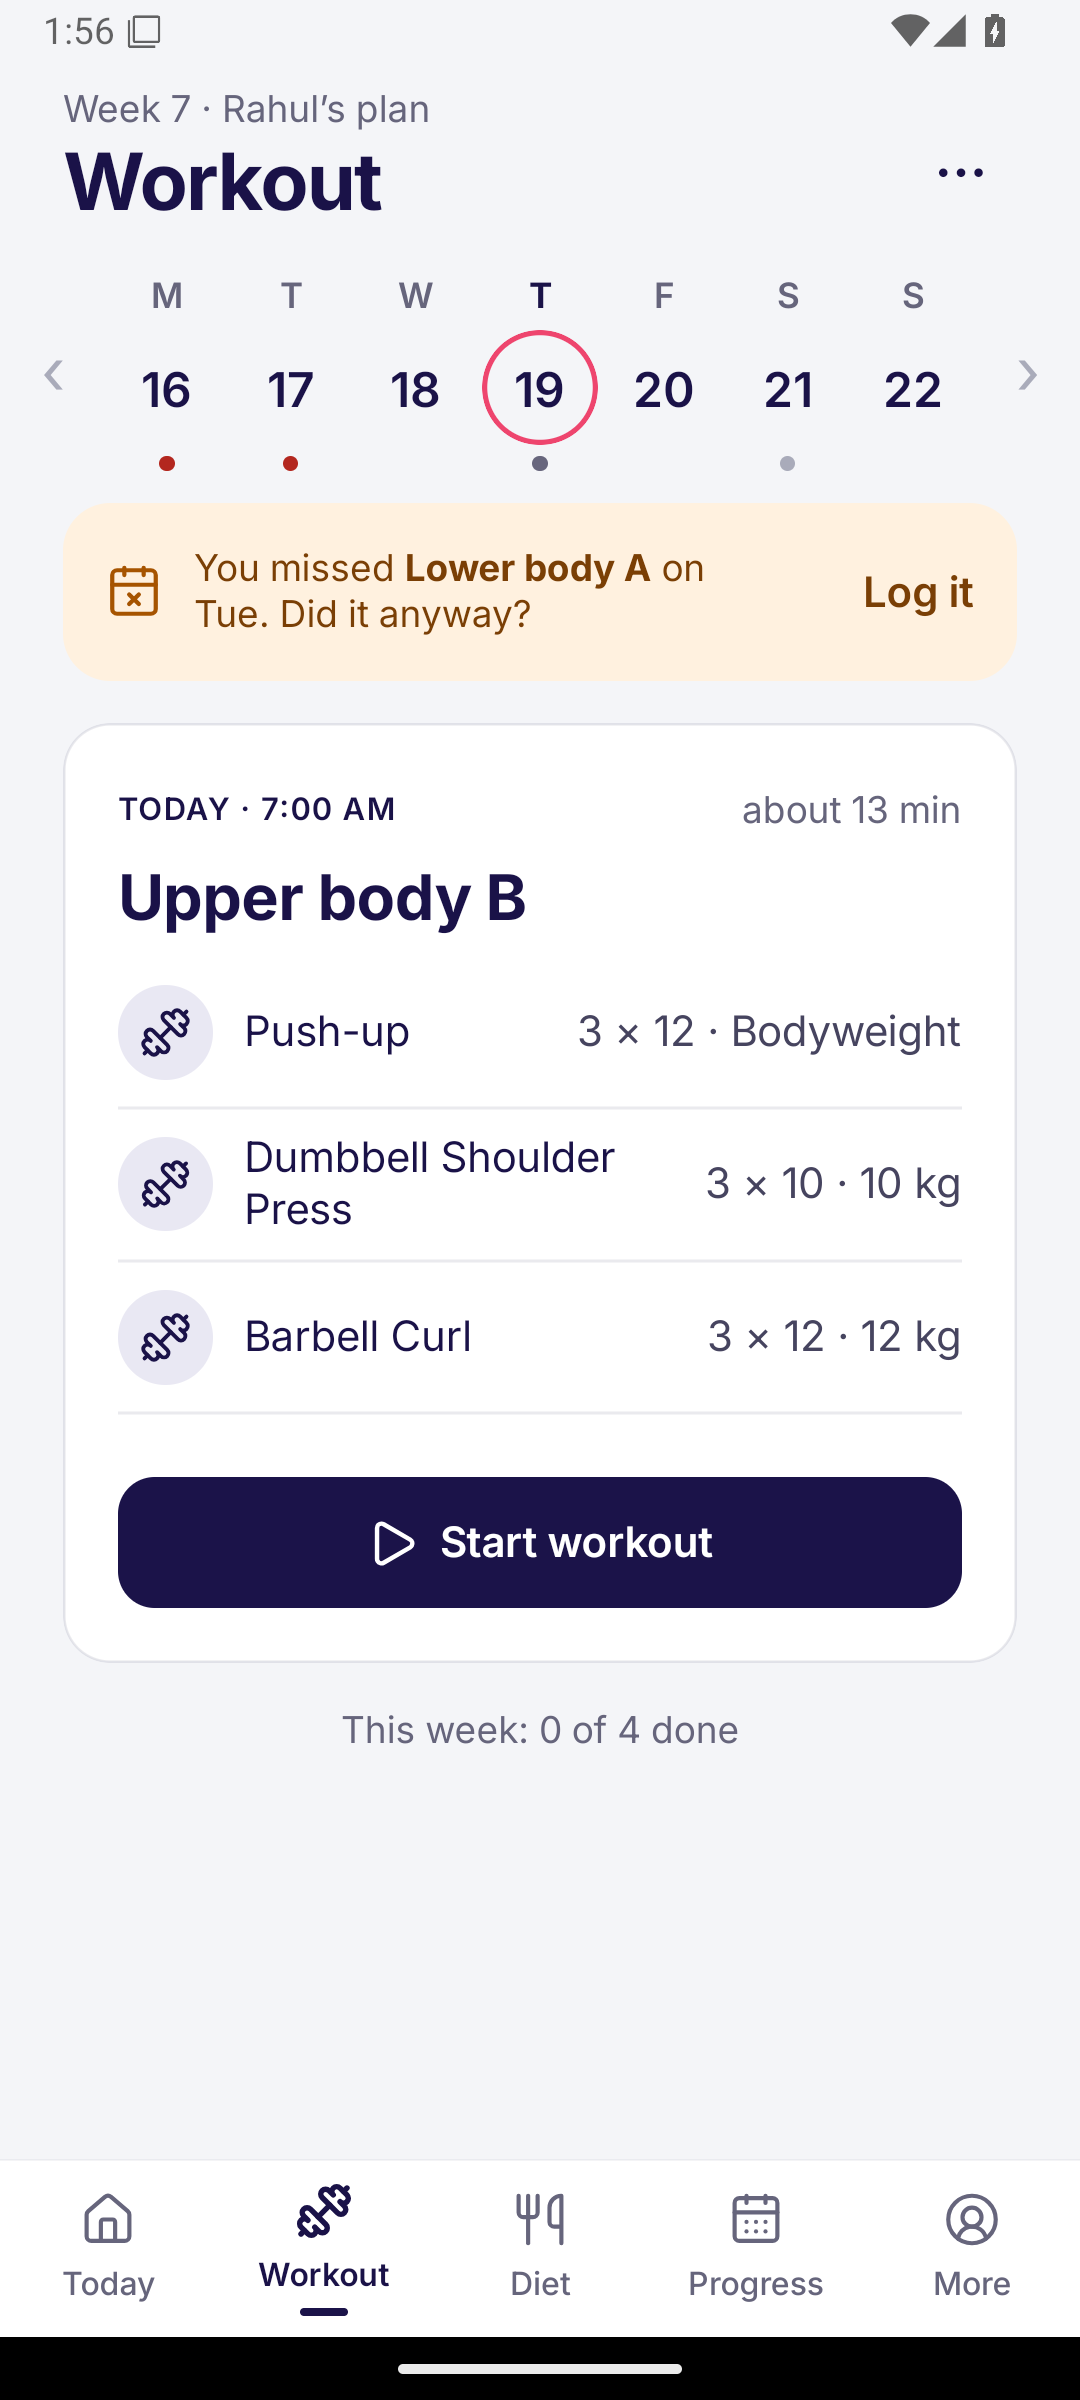 1:56
Week 7 · Rahul’s plan
Workout
M T W T F S S
16 17 18 19 20 21 22
You missed Lower body A on
Tue. Did it anyway?
Log it
TODAY · 7:00 AM
about 13 min
Upper body B
Push-up
3 × 12 · Bodyweight
Dumbbell Shoulder
Press
3 × 10 · 10 kg
Barbell Curl
3 × 12 · 12 kg
Start workout
This week: 0 of 4 done
Today
Workout
Diet
Progress
More